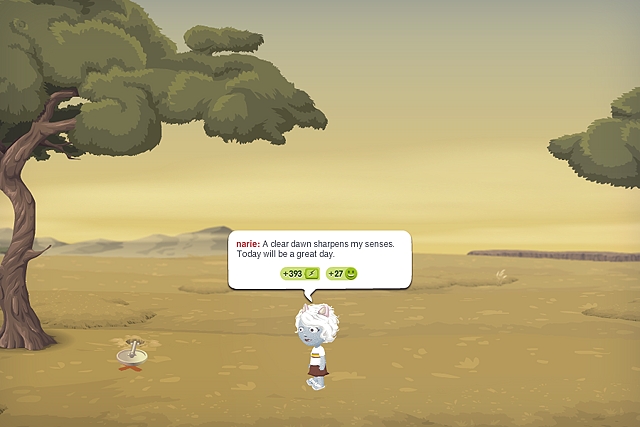 narie: A clear dawn sharpens my senses.
Today will be a great day.
+393 +27